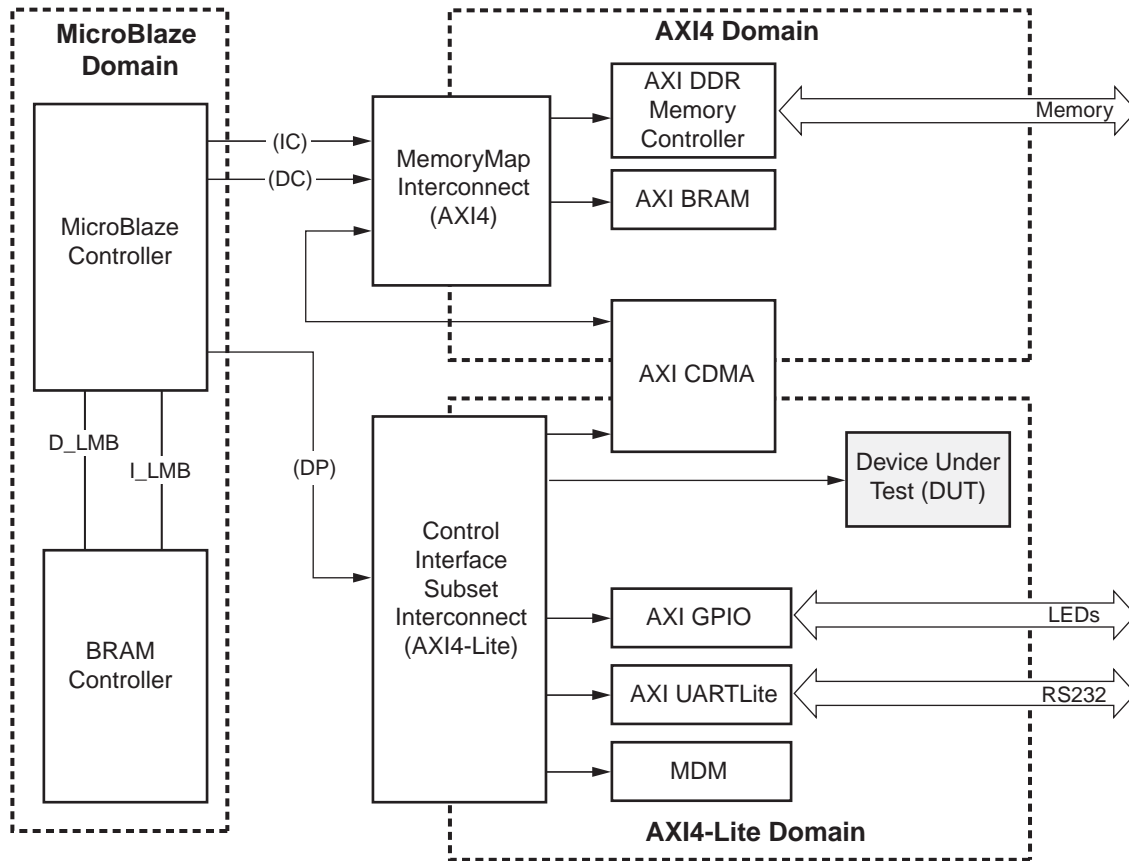 MicroBlaze
Domain
AXI4 Domain
MicroBlaze
Controller
(IC)
(DC)
MemoryMap
Interconnect
(AXI4)
AXI DDR
Memory
Controller
Memory
AXI BRAM
AXI CDMA
D_LMB
I_LMB
(DP)
Device Under
Test (DUT)
Control
Interface
Subset
Interconnect
(AXI4-Lite)
AXI GPIO
LEDs
BRAM
Controller
AXI UARTLite
RS232
MDM
AXI4-Lite Domain